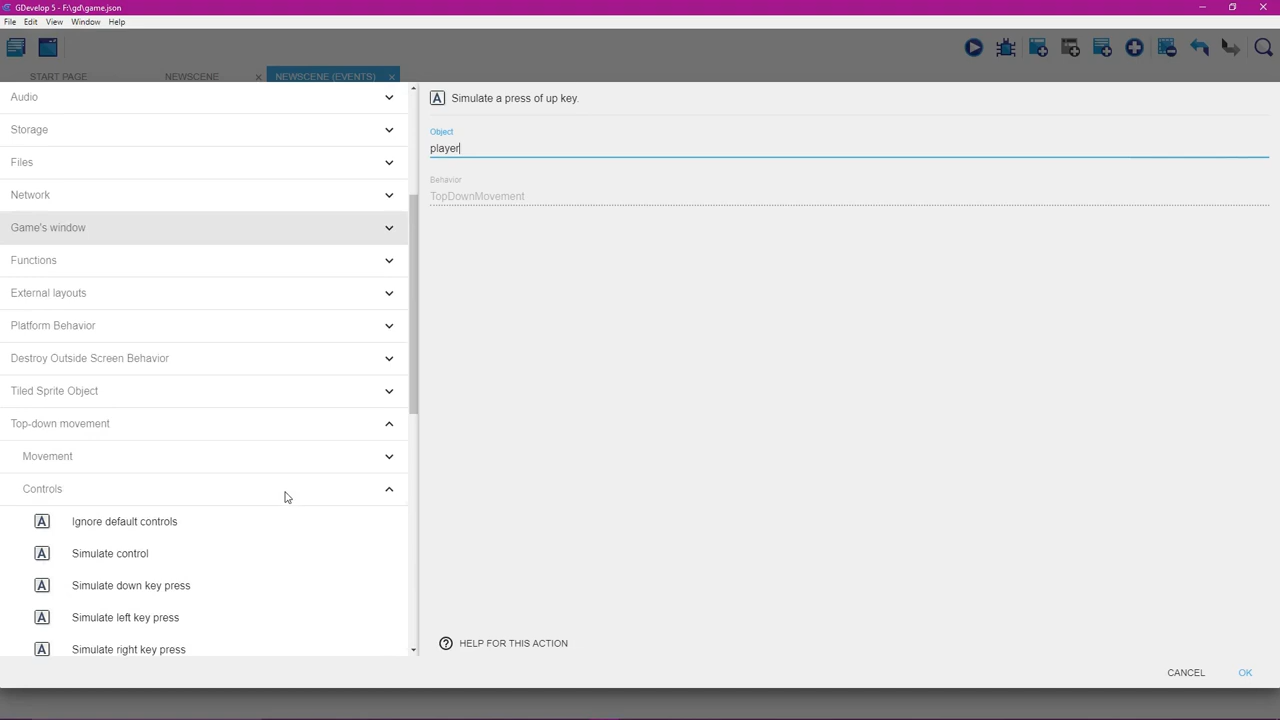 GDevelop 5 - F:\gd\game.json
File Edit View Window Help
START PAGE NEWSCENE NEWSCENE (EVENTS)
Audio
Storage
Files
Network
Game's window
Functions
External layouts
Platform Behavior
Destroy Outside Screen Behavior
Tiled Sprite Object
Top-down movement
Movement
Controls
A Ignore default controls
A Simulate control
A Simulate down key press
A Simulate left key press
A Simulate right key press
A Simulate a press of up key.
Object
player
Behavior
TopDownMovement
? HELP FOR THIS ACTION
CANCEL OK